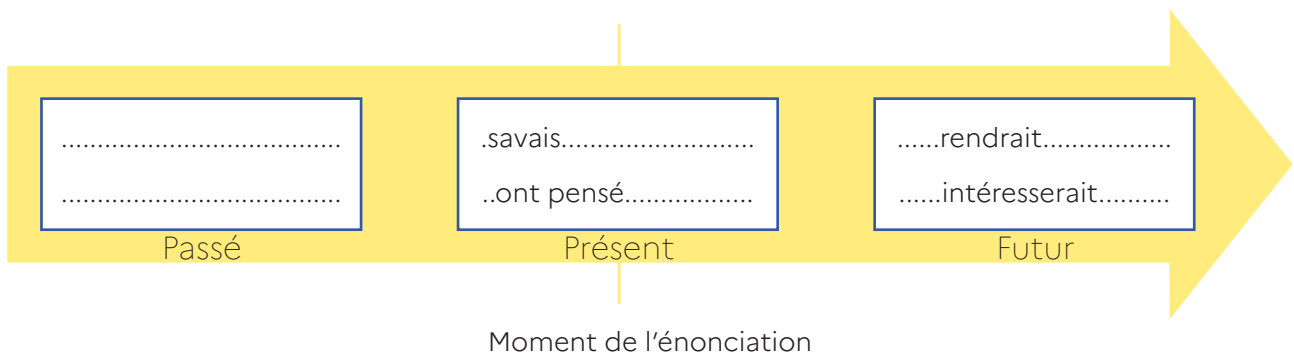 .......................................
.......................................
Passé
.savais...........................
..ont pensé..................
Présent
......rendrait..................
......intéresserait..........
Futur
Moment de l'énonciation